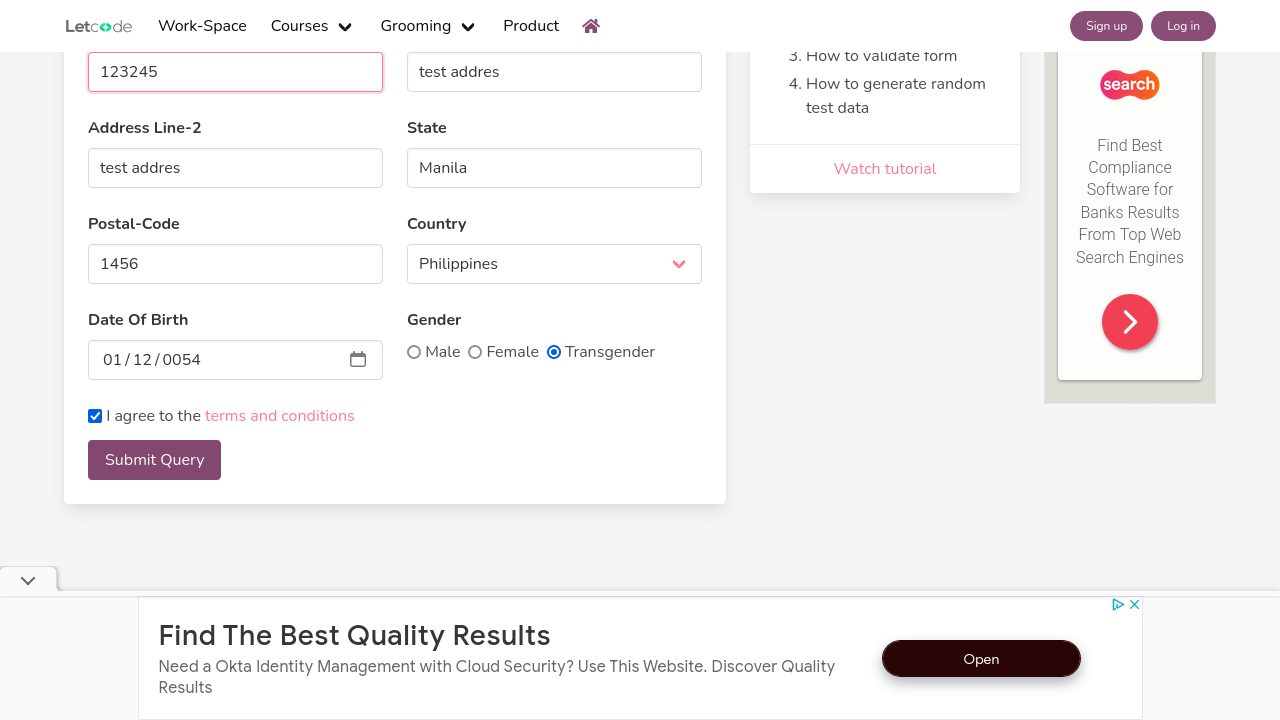 Letcode Work-Space Courses Grooming Product Sign up Log in
123245 test addres
Address Line-2 State
test addres Manila
Postal-Code Country
1456 Philippines
Date Of Birth Gender
01/12/0054 Male Female Transgender
I agree to the terms and conditions
Submit Query
3. How to validate form
4. How to generate random
test data
Watch tutorial
search
Find Best
Compliance
Software for
Banks Results
From Top Web
Search Engines
Find The Best Quality Results
Need a Okta Identity Management with Cloud Security? Use This Website. Discover Quality
Results
Open